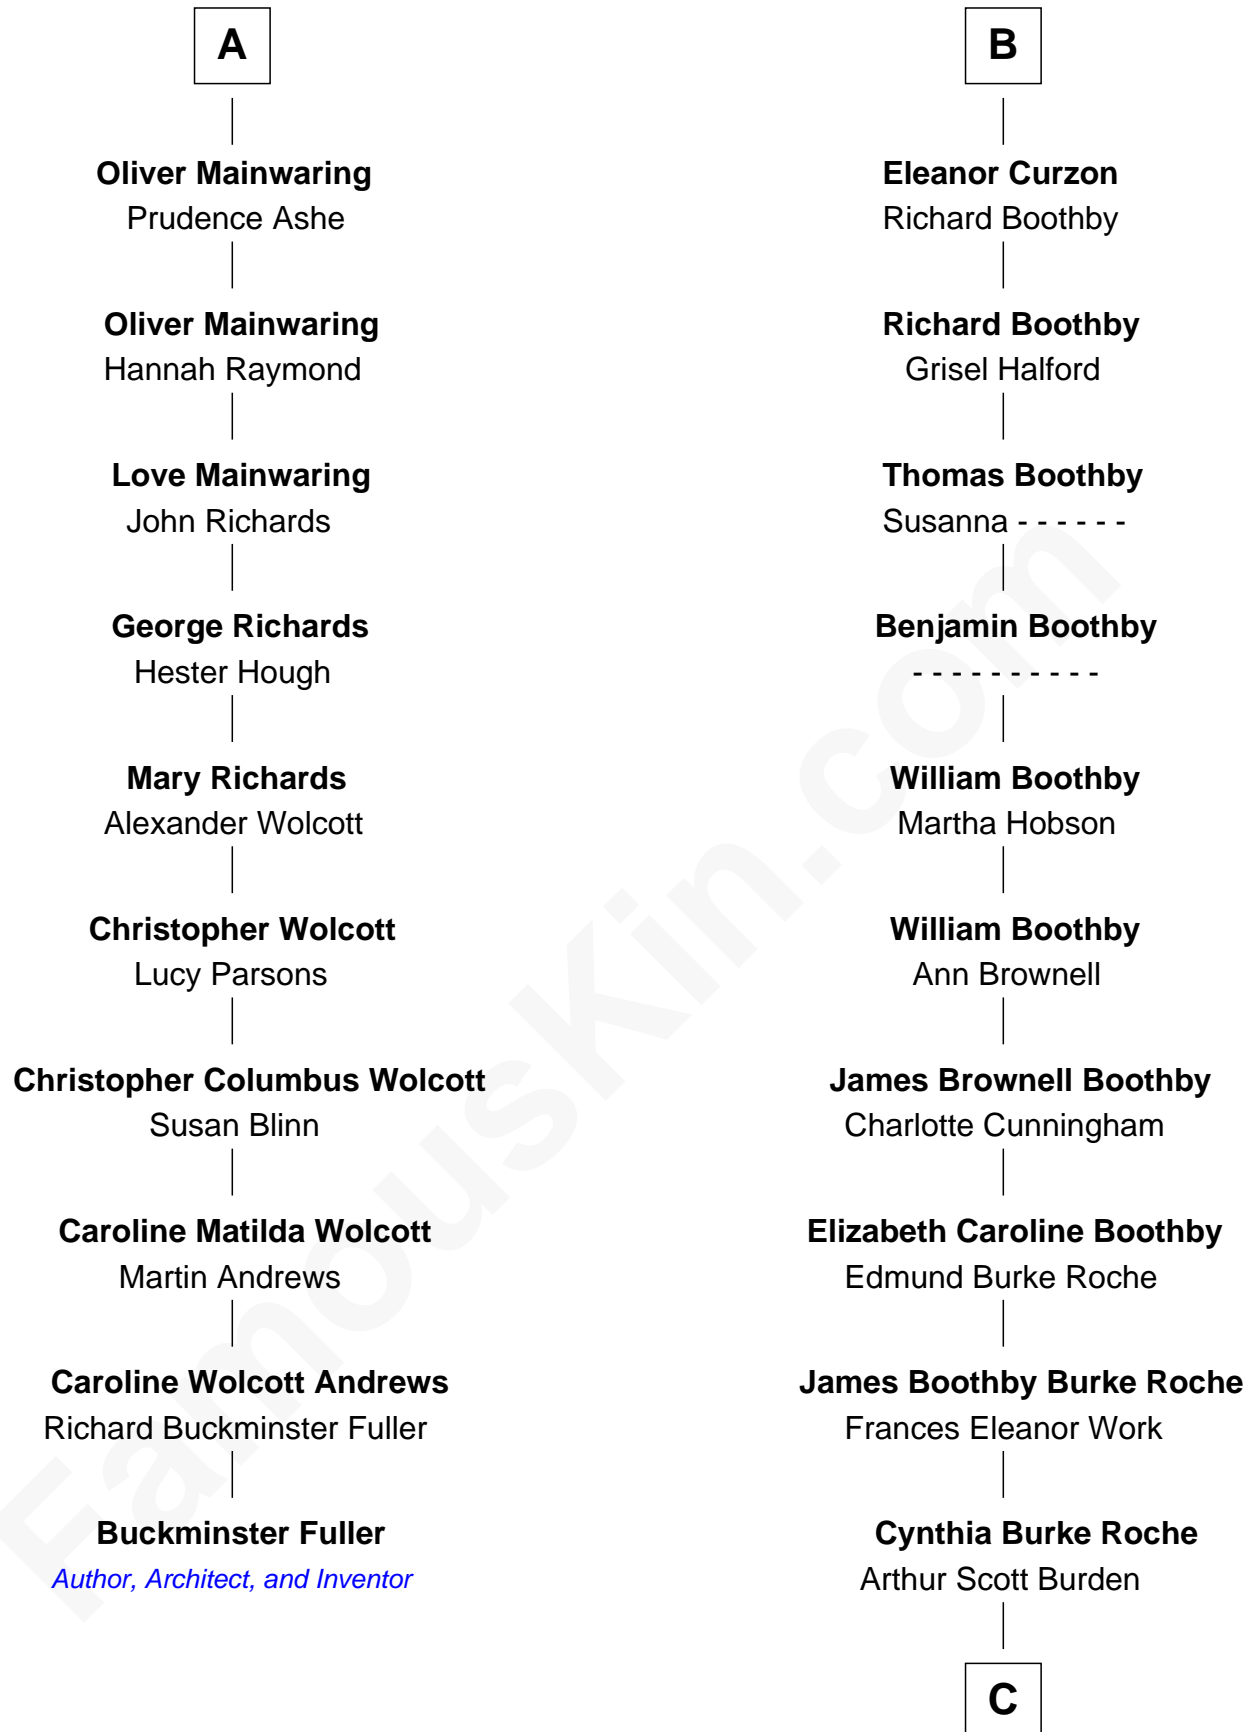 A
Oliver Mainwaring
Prudence Ashe
Oliver Mainwaring
Hannah Raymond
Love Mainwaring
John Richards
George Richards
Hester Hough
Mary Richards
Alexander Wolcott
Christopher Wolcott
Lucy Parsons
Christopher Columbus Wolcott
Susan Blinn
Caroline Matilda Wolcott
Martin Andrews
Caroline Wolcott Andrews
Richard Buckminster Fuller
Buckminster Fuller
Author, Architect, and Inventor
B
Eleanor Curzon
Richard Boothby
Richard Boothby
Grisel Halford
Thomas Boothby
Susanna - - - - - -
Benjamin Boothby
- - - - - - - - - -
William Boothby
Martha Hobson
William Boothby
Ann Brownell
James Brownell Boothby
Charlotte Cunningham
Elizabeth Caroline Boothby
Edmund Burke Roche
James Boothby Burke Roche
Frances Eleanor Work
Cynthia Burke Roche
Arthur Scott Burden
C
FamousKin.com